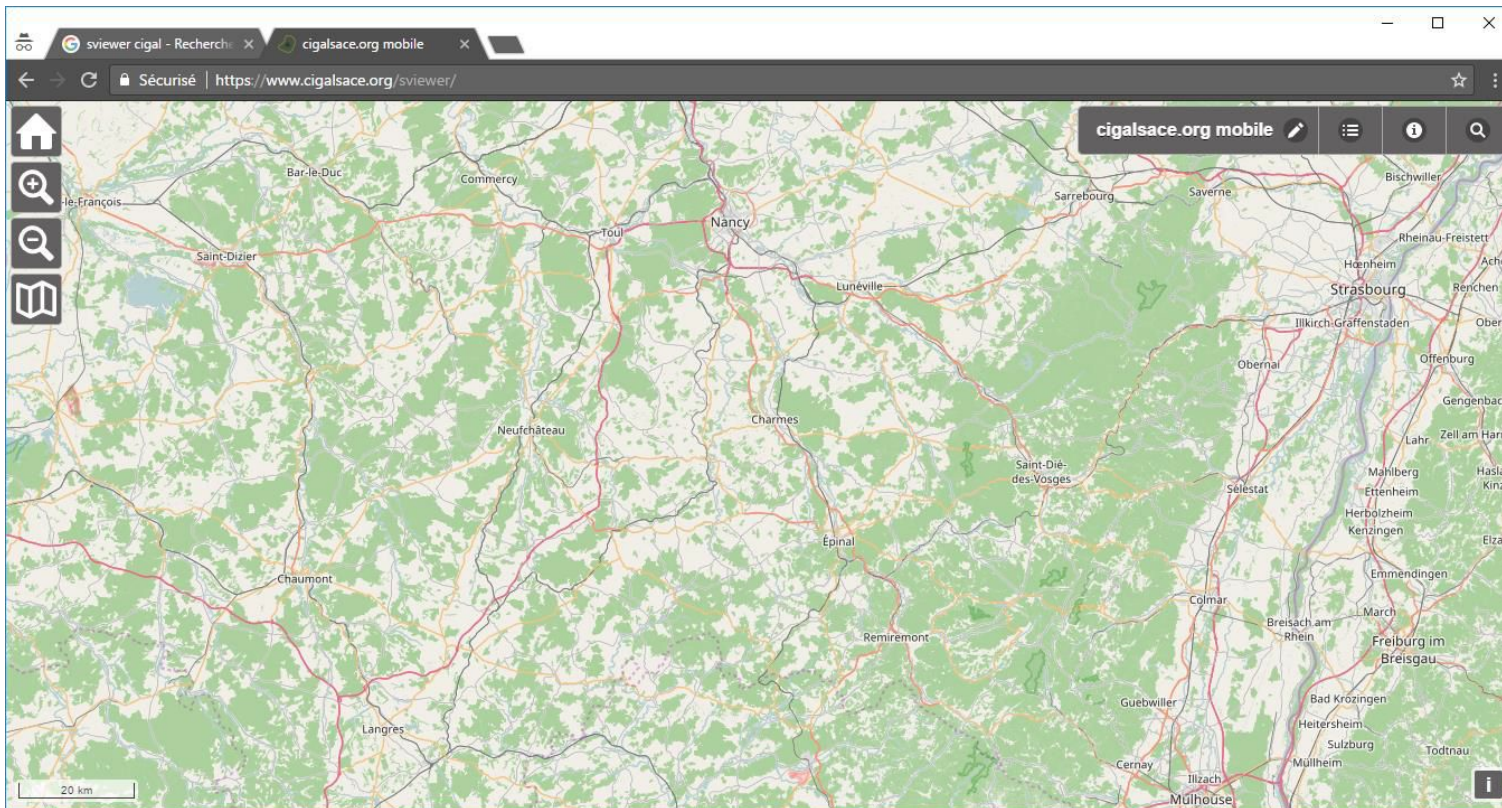 sviewer cigal - Recherche
cigalsace.org mobile
Sécurisé | https://www.cigalsace.org/sviewer/
cigalsace.org mobile
Bar-le-Duc
Commercy
Sarrebourg
Saverne
Bischwiller
-le-François
Nancy
Toul
Rheinau-Freistett
Saint-Dizier
Hœnheim
Lunéville
Strasbourg
Renchen
Illkirch-Graffenstaden
Obernai
Offenburg
Charmes
Neufchâteau
Gengenbac
Lahr
Zell am Har
Saint-Dié-
des-Vosges
Mahlberg
Sélestat
Ettenheim
Herbolzheim
Kenzingen
Épinal
Chaumont
Emmendingen
Colmar
March
Breisach am
Rhein
Remiremont
Freiburg im
Breisgau
Guebwiller
Bad Krozingen
Langres
Heitersheim
Sulzburg
Todtnau
Müllheim
Cernay
Illzach
Mulhouse
20 km